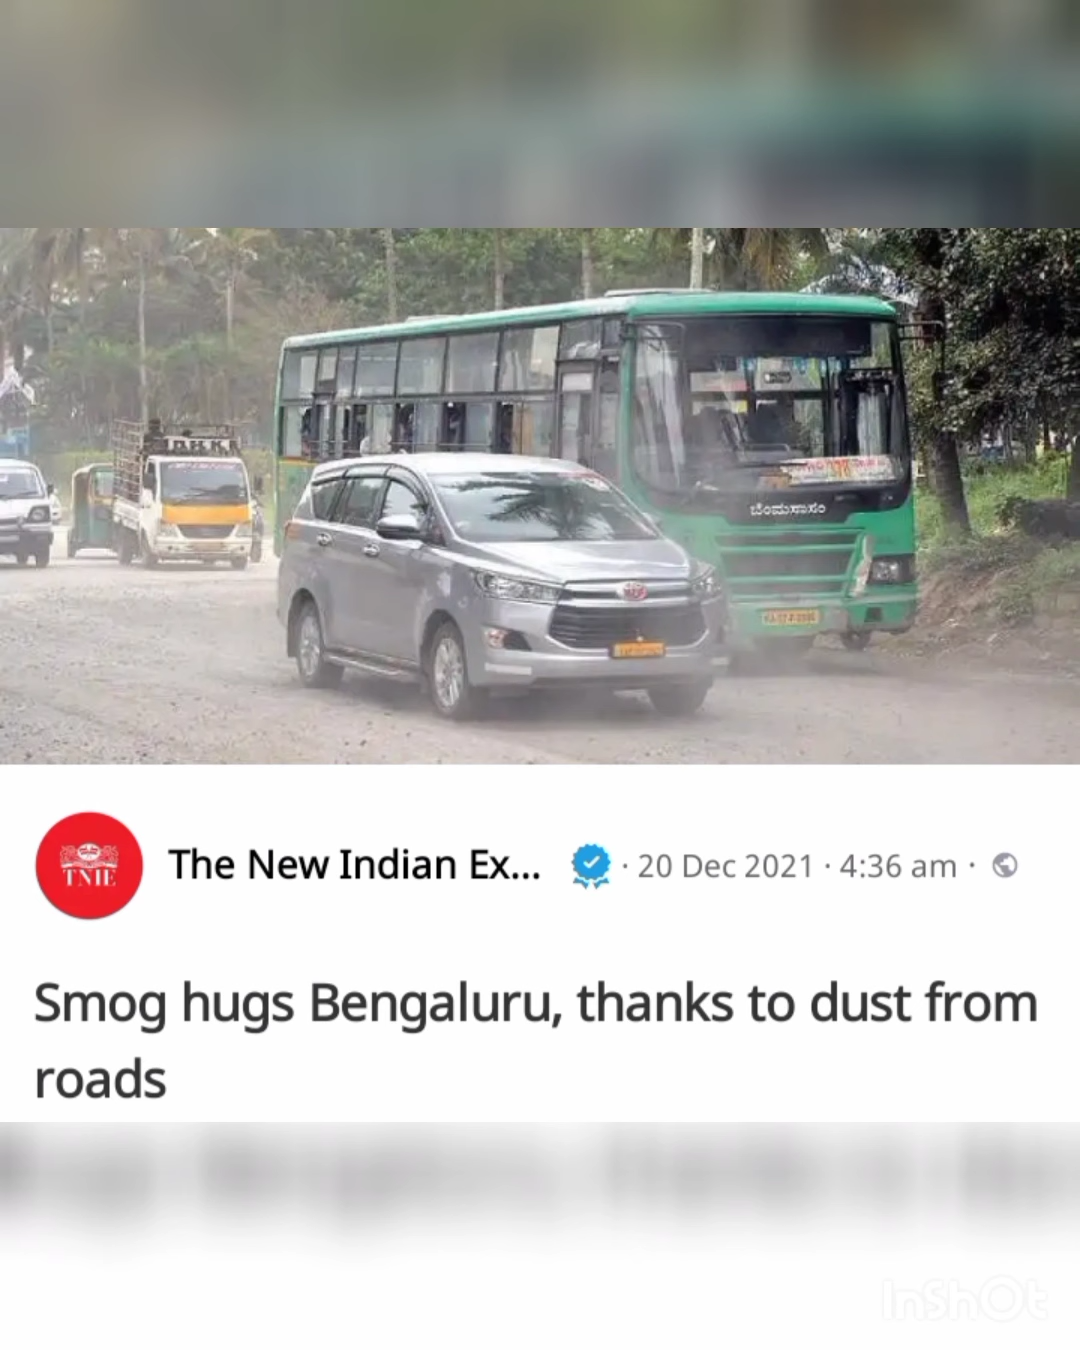 ಬೆಂಮಸಾಸಂ
TNIE
The New Indian Ex... · 20 Dec 2021 · 4:36 am ·
Smog hugs Bengaluru, thanks to dust from
roads
InShOt